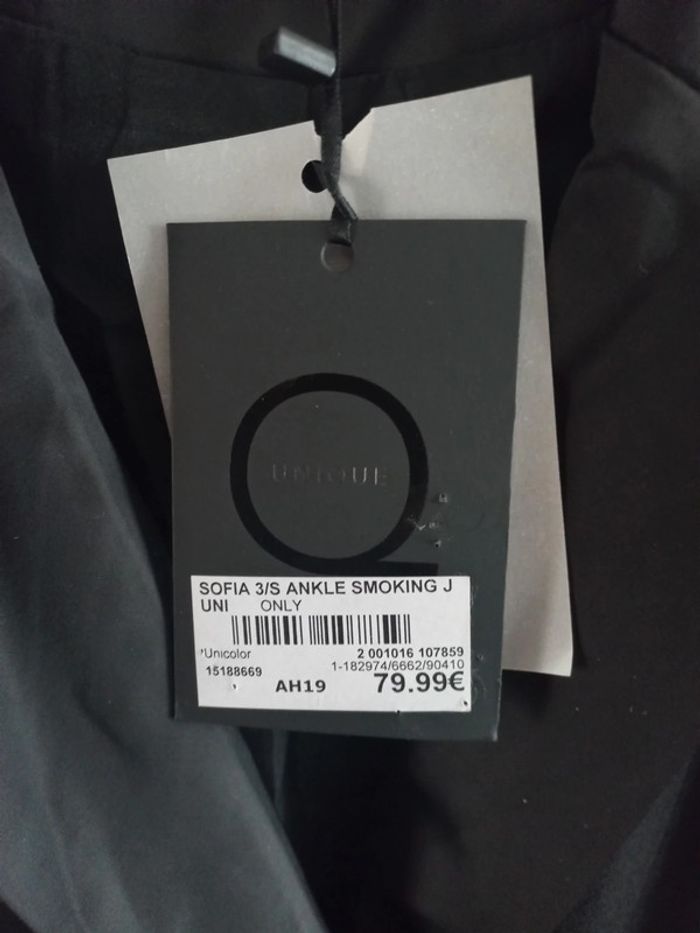 UNIQUE
SOFIA 3/S ANKLE SMOKING J
UNI ONLY
'Unicolor 2 001016 107859
15188669 1-182974/6662/90410
AH19 79.99€